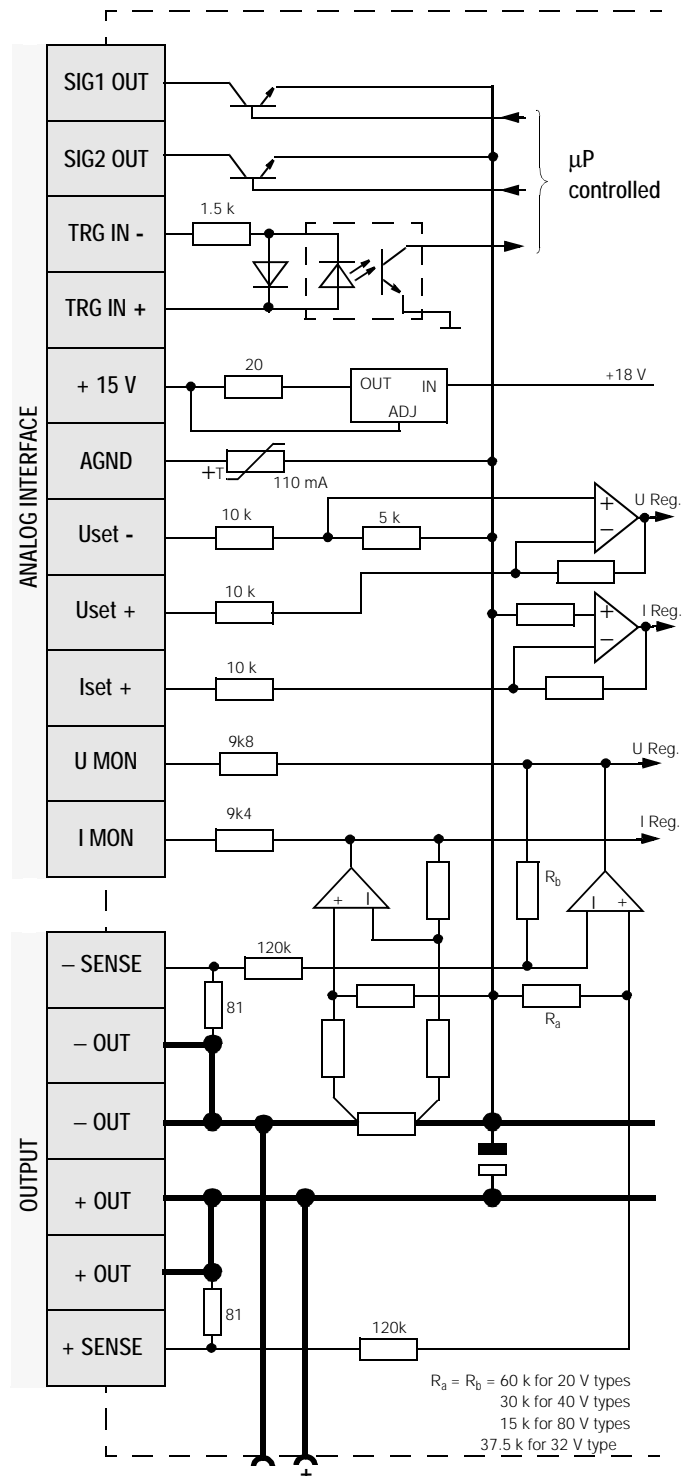 ANALOG INTERFACE
SIG1 OUT
SIG2 OUT
µP
controlled
1.5 k
TRG IN -
TRG IN +
+ 15 V
20
OUT IN
ADJ
+18 V
AGND
+T
110 mA
Uset -
10 k
5 k
+
−
U Reg.
Uset +
10 k
+
−
I Reg.
Iset +
10 k
U MON
9k8
U Reg.
I MON
9k4
I Reg.
Rb
+ −
− +
OUTPUT
− SENSE
120k
81
Ra
− OUT
− OUT
+ OUT
+ OUT
81
+ SENSE
120k
Ra = Rb = 60 k for 20 V types
30 k for 40 V types
15 k for 80 V types
37.5 k for 32 V type
+